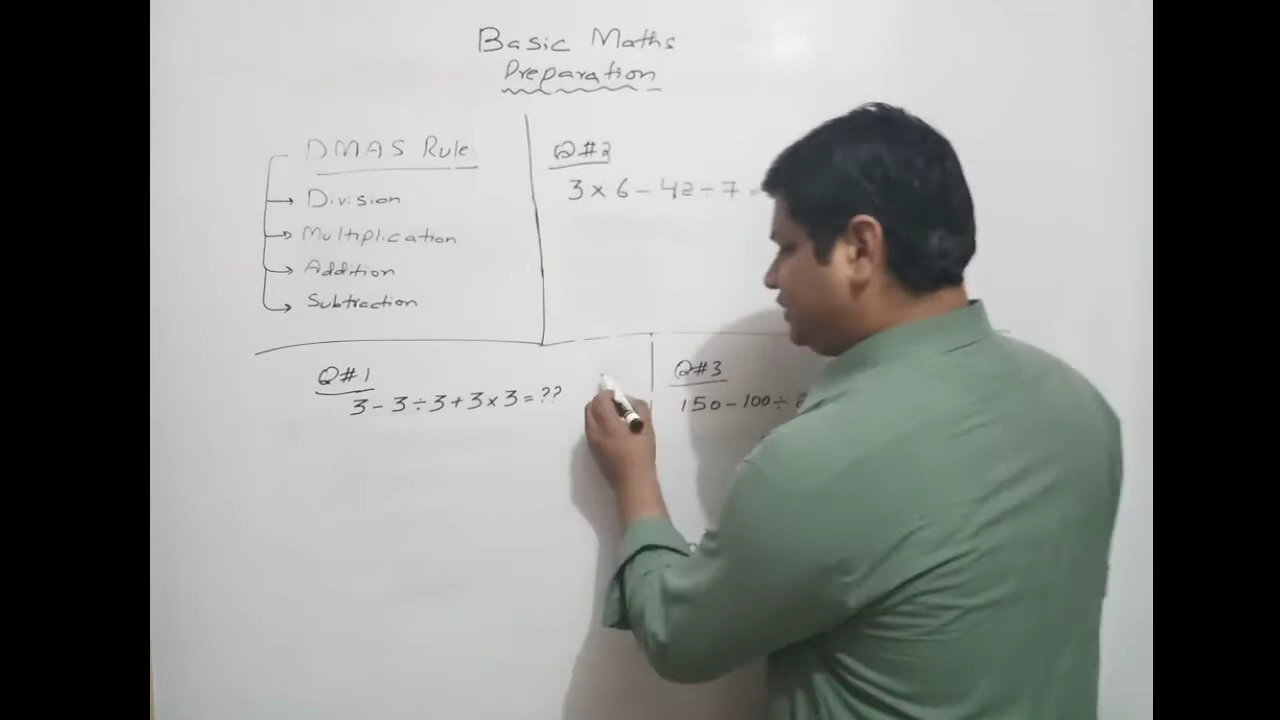 Basic Maths
Preparation
DMAS Rule
Division
Multiplication
Addition
Subtraction
Q#2
3 × 6 - 42 ÷ 7
Q#1
3 - 3 ÷ 3 + 3 × 3 = ??
Q#3
150 - 100 ÷